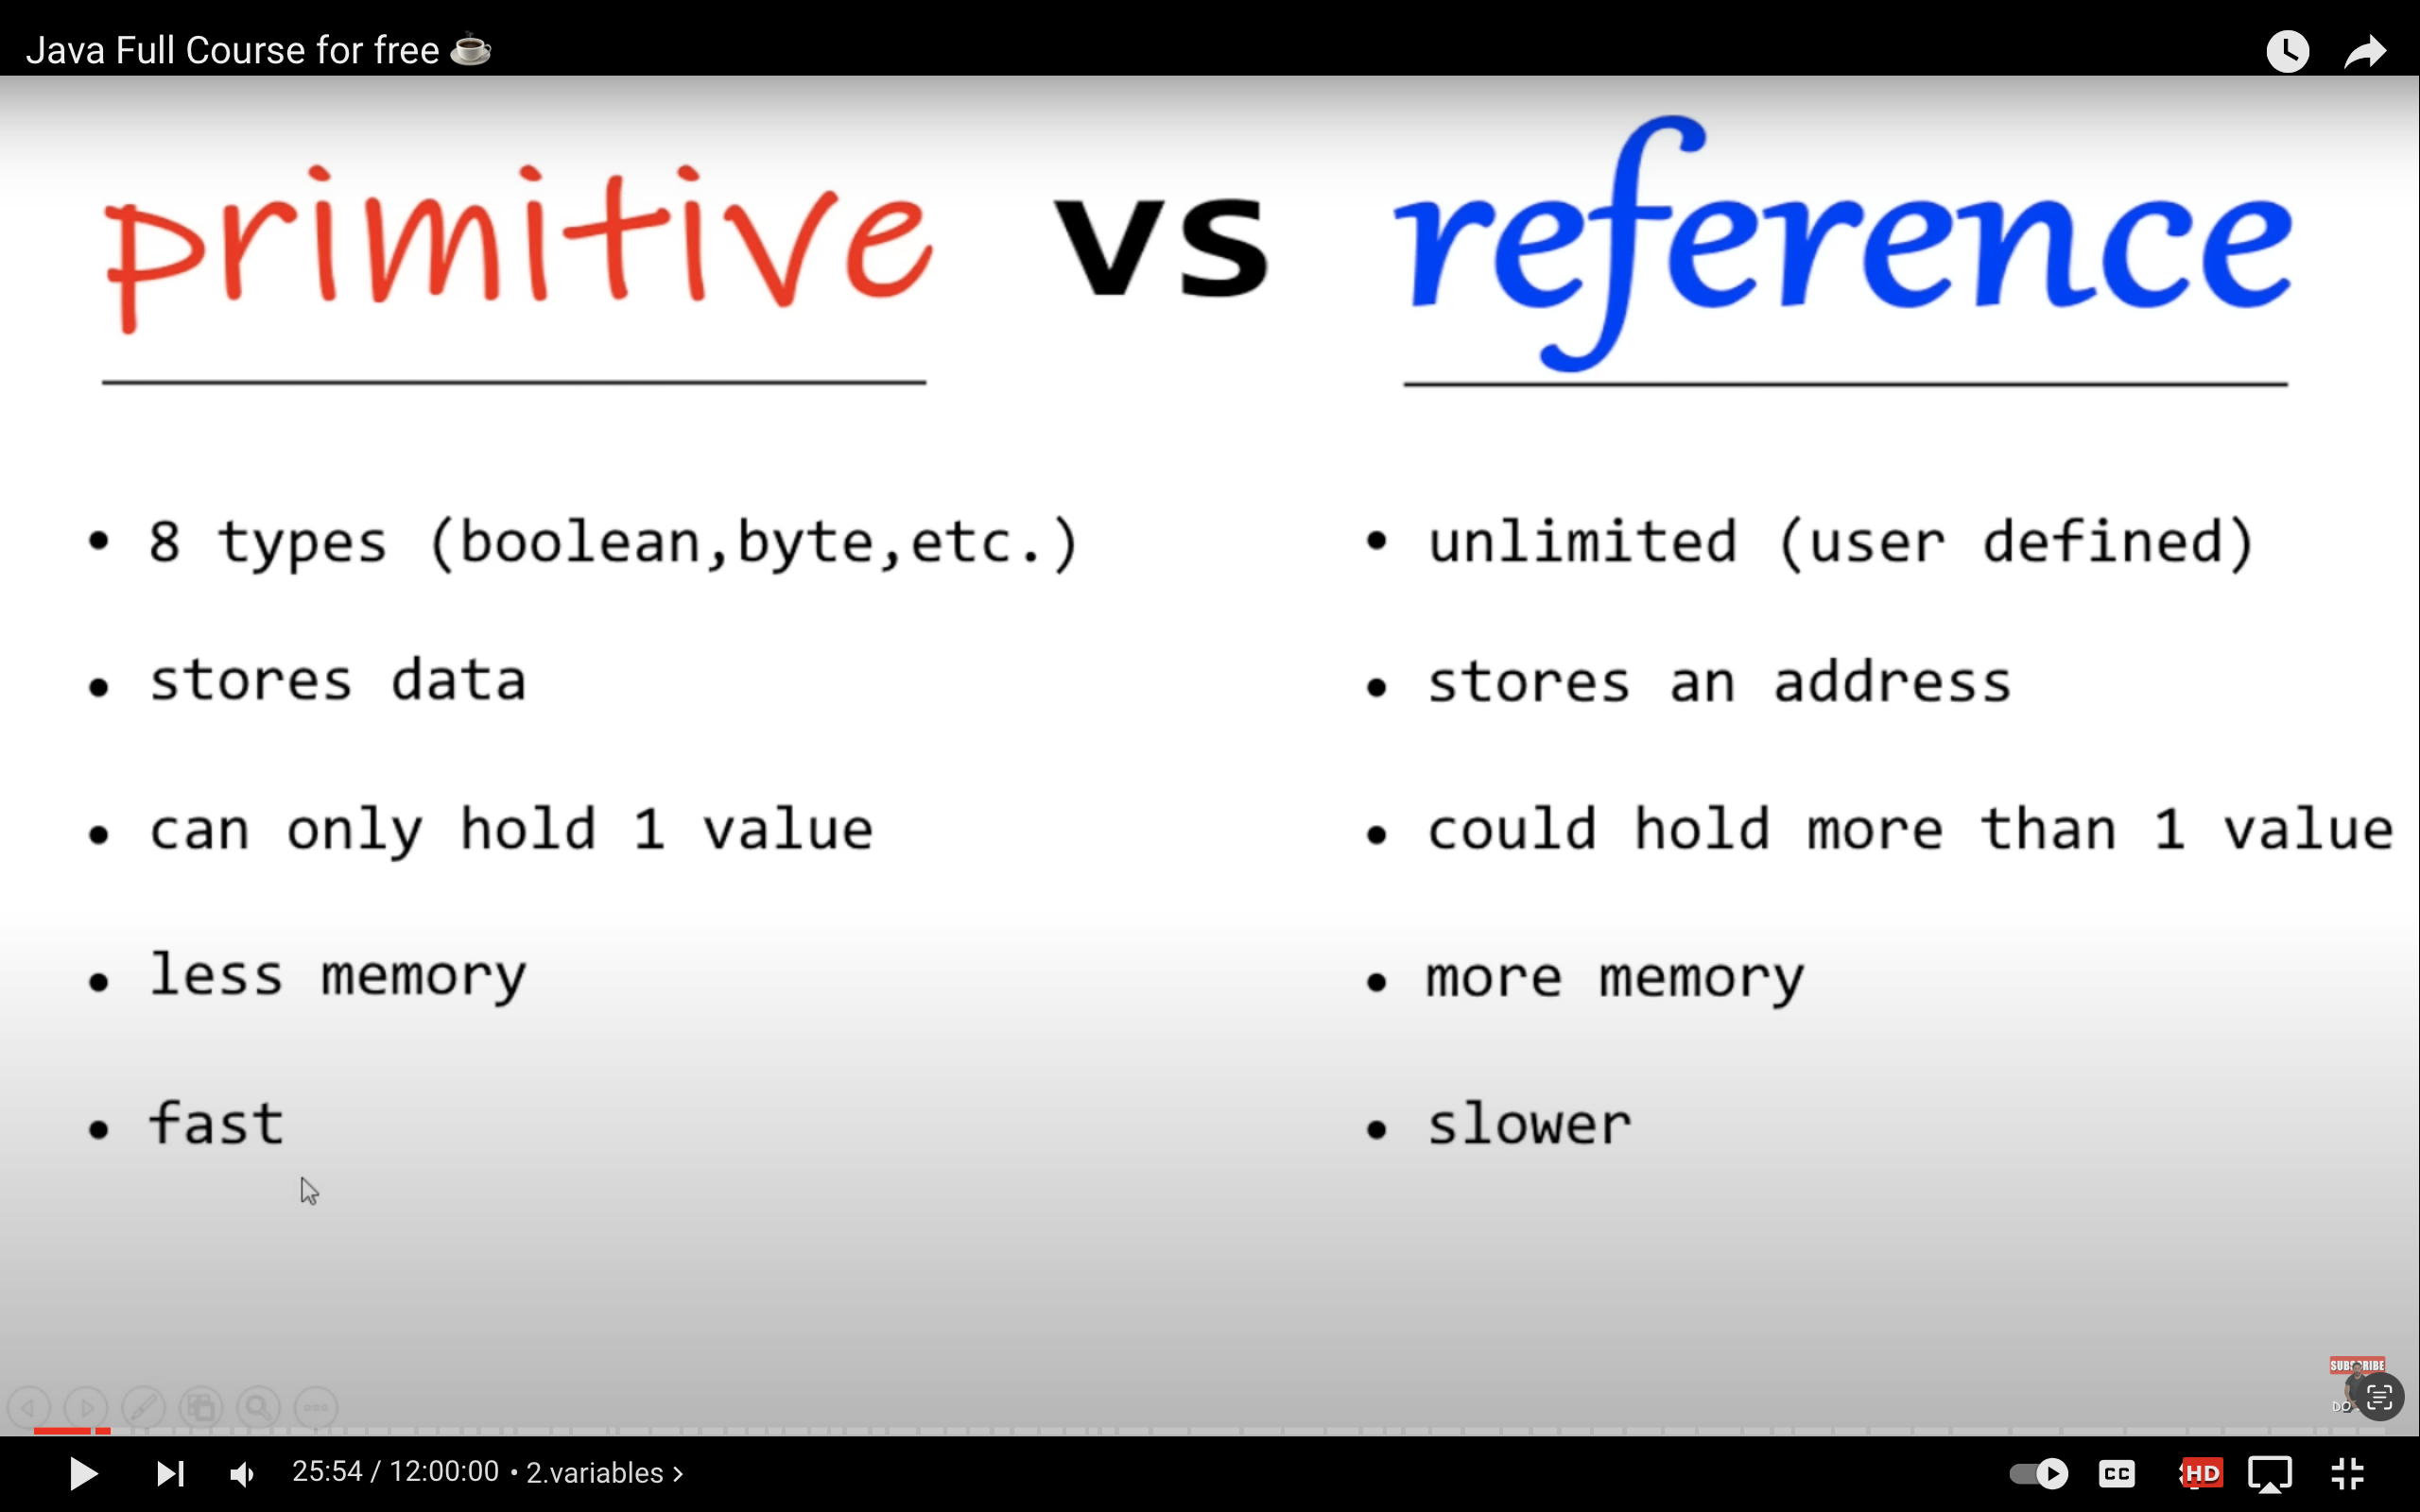 Java Full Course for free
primitive vs reference
• 8 types (boolean,byte,etc.)
• stores data
• can only hold 1 value
• less memory
• fast
• unlimited (user defined)
• stores an address
• could hold more than 1 value
• more memory
• slower
SUBSCRIBE
DO
25:54 / 12:00:00 • 2.variables >
CC
HD